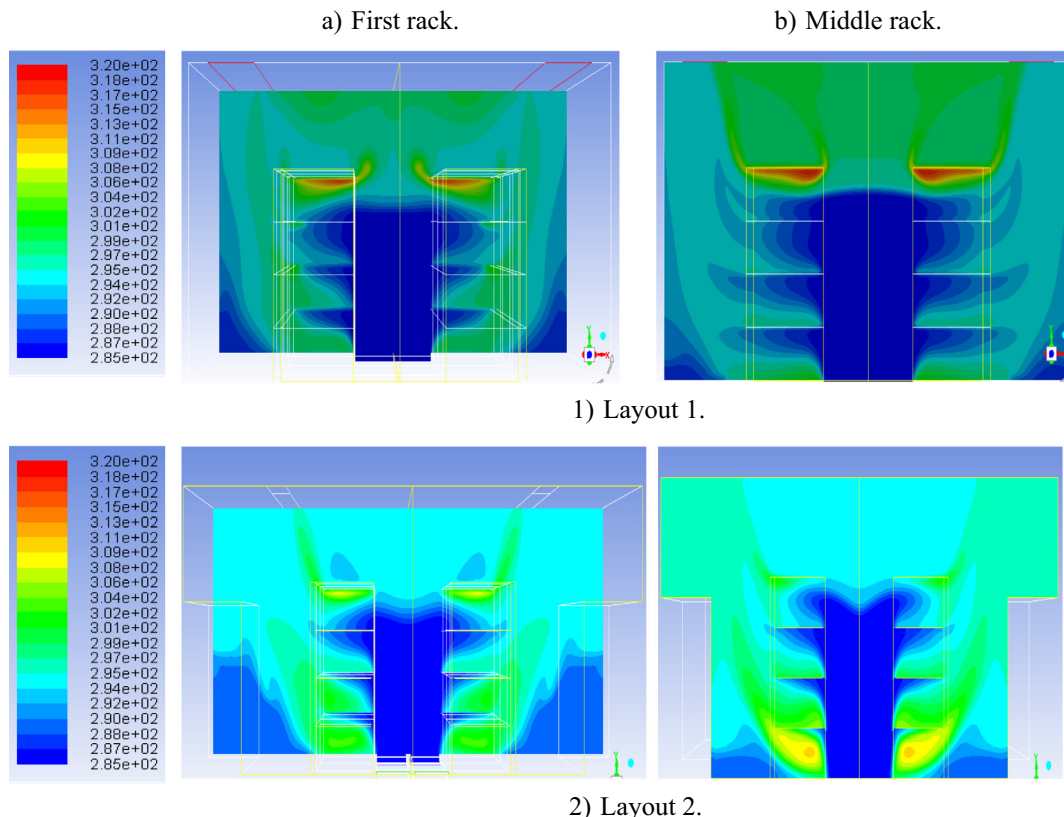 a) First rack.
b) Middle rack.
3.20e+02
3.18e+02
3.17e+02
3.15e+02
3.13e+02
3.11e+02
3.09e+02
3.08e+02
3.06e+02
3.04e+02
3.02e+02
3.01e+02
2.99e+02
2.97e+02
2.95e+02
2.94e+02
2.92e+02
2.90e+02
2.88e+02
2.87e+02
2.85e+02
Y
X
Y
1) Layout 1.
3.20e+02
3.18e+02
3.17e+02
3.15e+02
3.13e+02
3.11e+02
3.09e+02
3.08e+02
3.06e+02
3.04e+02
3.02e+02
3.01e+02
2.99e+02
2.97e+02
2.95e+02
2.94e+02
2.92e+02
2.90e+02
2.88e+02
2.87e+02
2.85e+02
Y
Y
2) Layout 2.